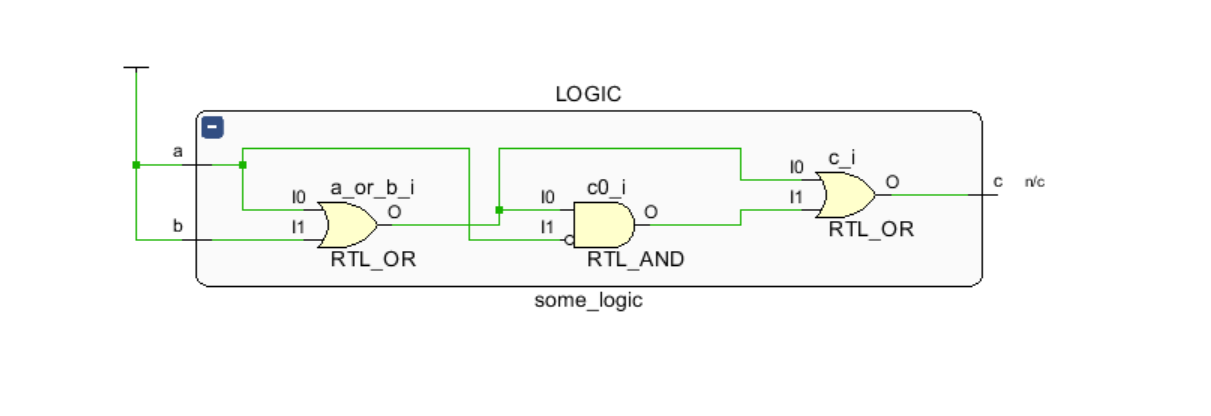 LOGIC
a
I0
a_or_b_i
O
I1
RTL_OR
b
I0
c0_i
O
I1
RTL_AND
I0
c_i
O
I1
RTL_OR
c
n/c
some_logic